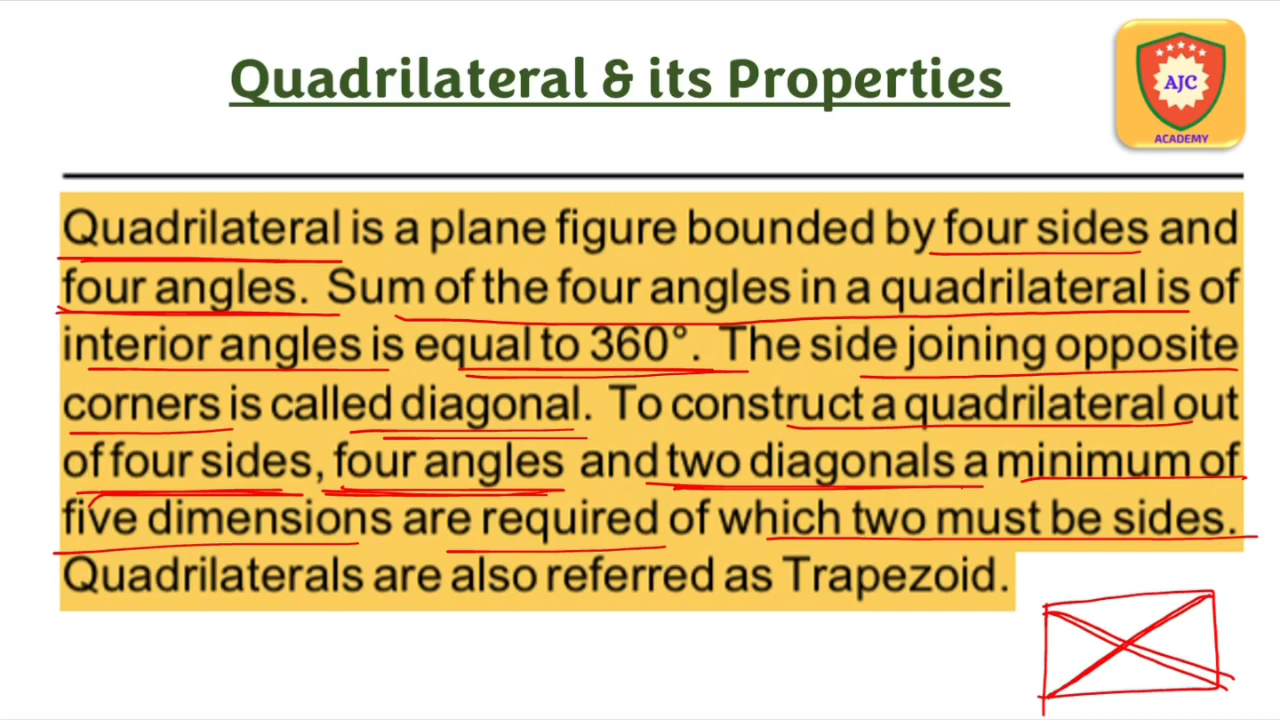 Quadrilateral & its Properties
AJC
ACADEMY
Quadrilateral is a plane figure bounded by four sides and
four angles. Sum of the four angles in a quadrilateral is of
interior angles is equal to 360°. The side joining opposite
corners is called diagonal. To construct a quadrilateral out
of four sides, four angles and two diagonals a minimum of
five dimensions are required of which two must be sides.
Quadrilaterals are also referred as Trapezoid.